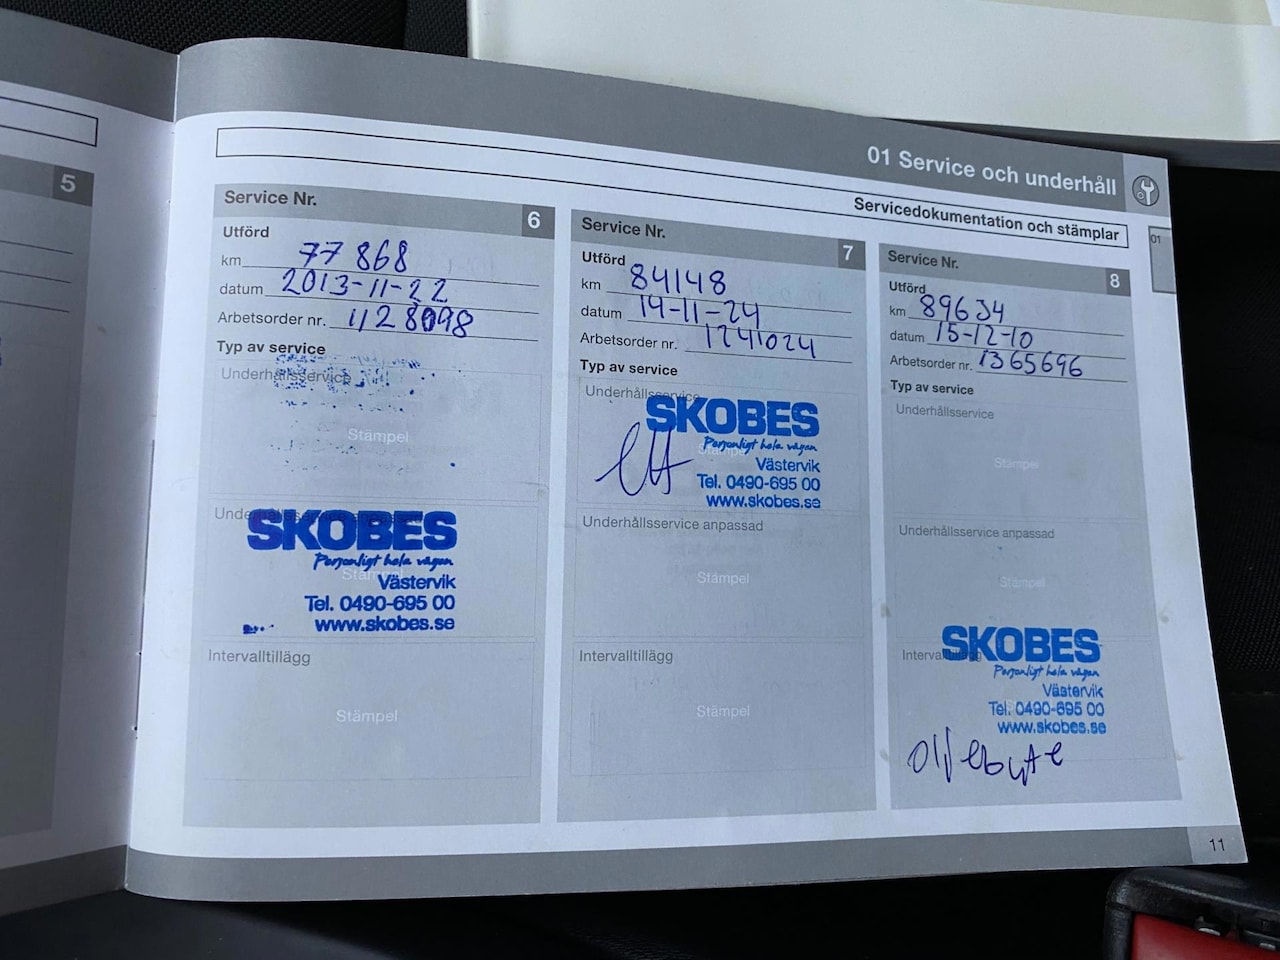 5
01 Service och underhåll
Servicedokumentation och stämplar
01
Service Nr. 6
Utförd
km 77 868
datum 2013-11-22
Arbetsorder nr. 1128098
Typ av service
Underhållsservice
Stämpel
SKOBES
Personligt hela vägen
Stämpel
Västervik
Tel. 0490-695 00
www.skobes.se
Intervalltillägg
Stämpel
Service Nr. 7
Utförd
km 84148
datum 14-11-24
Arbetsorder nr. 1241024
Typ av service
Underhållsservice
SKOBES
Personligt hela vägen
Västervik
Tel. 0490-695 00
www.skobes.se
Underhållsservice anpassad
Stämpel
Intervalltillägg
Stämpel
Service Nr. 8
Utförd
km 89634
datum 15-12-10
Arbetsorder nr. 1365696
Typ av service
Underhållsservice
Stämpel
Underhållsservice anpassad
Stämpel
Intervalltillägg
SKOBES
Personligt hela vägen
Västervik
Tel. 0490-695 00
www.skobes.se
oljebyte
11